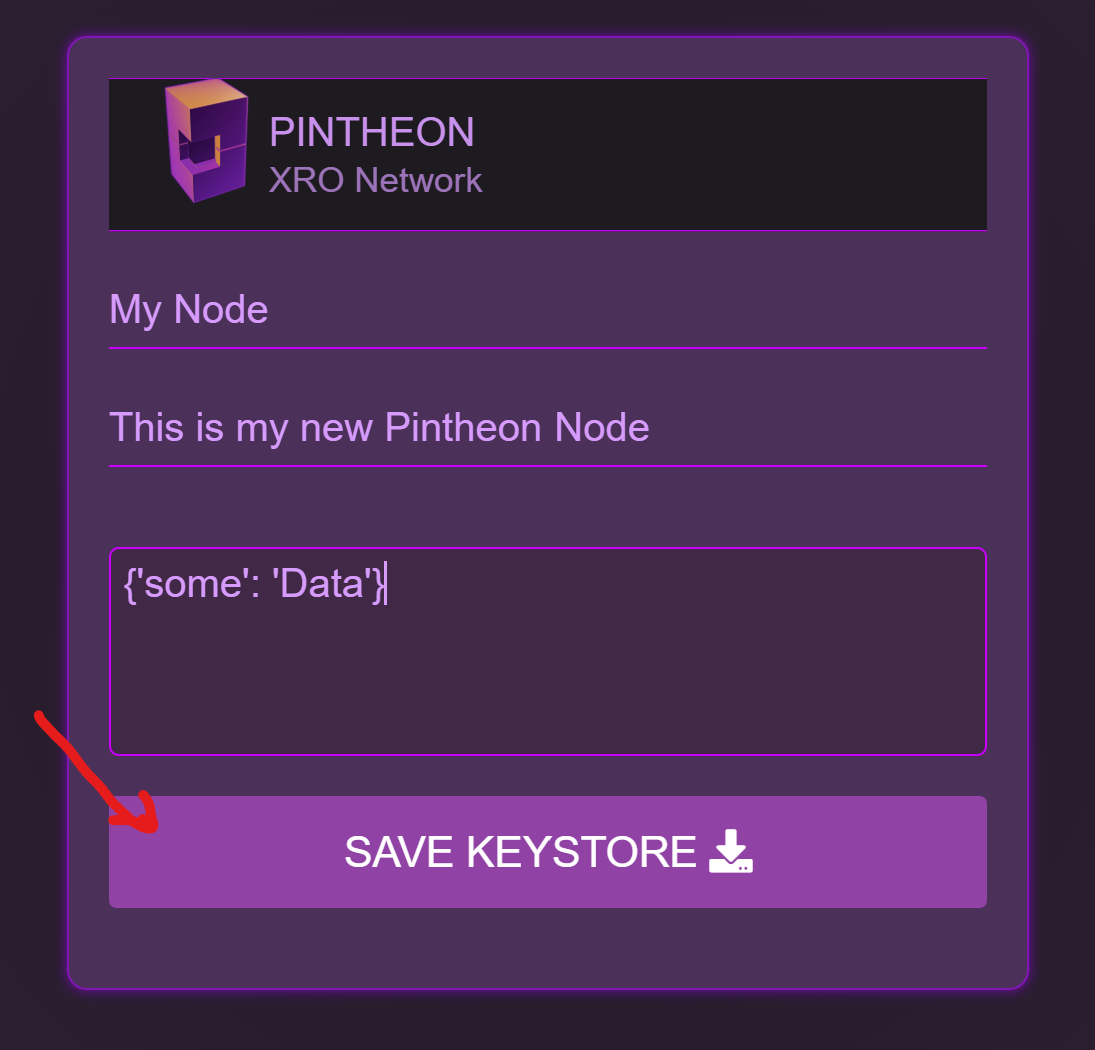 PINTHEON
XRO Network
My Node
This is my new Pintheon Node
{'some': 'Data'}
SAVE KEYSTORE